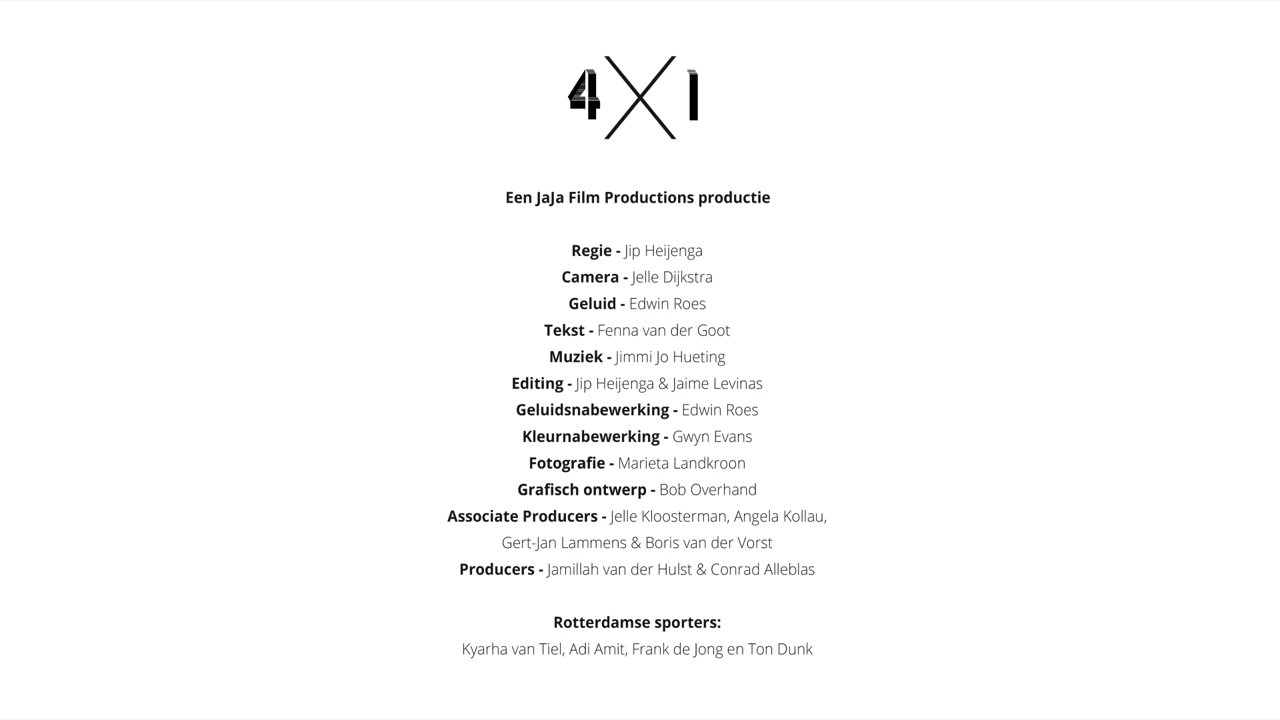 4X1
Een JaJa Film Productions productie
Regie - Jip Heijenga
Camera - Jelle Dijkstra
Geluid - Edwin Roes
Tekst - Fenna van der Goot
Muziek - Jimmi Jo Hueting
Editing - Jip Heijenga & Jaime Levinas
Geluidsnabewerking - Edwin Roes
Kleurnabewerking - Gwyn Evans
Fotografie - Marieta Landkroon
Grafisch ontwerp - Bob Overhand
Associate Producers - Jelle Kloosterman, Angela Kollau,
Gert-Jan Lammens & Boris van der Vorst
Producers - Jamillah van der Hulst & Conrad Alleblas
Rotterdamse sporters:
Kyarha van Tiel, Adi Amit, Frank de Jong en Ton Dunk